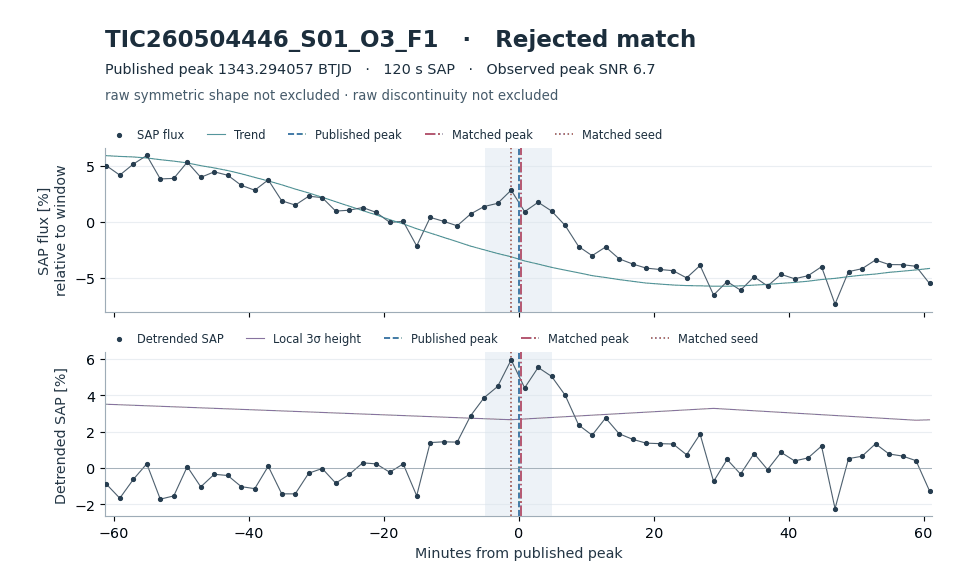 TIC260504446_S01_O3_F1 · Rejected match
Published peak 1343.294057 BTJD · 120 s SAP · Observed peak SNR 6.7
raw symmetric shape not excluded · raw discontinuity not excluded
SAP flux Trend Published peak Matched peak Matched seed
SAP flux [%]
relative to window
5
0
−5
Detrended SAP Local 3σ height Published peak Matched peak Matched seed
Detrended SAP [%]
6
4
2
0
−2
−60 −40 −20 0 20 40 60
Minutes from published peak